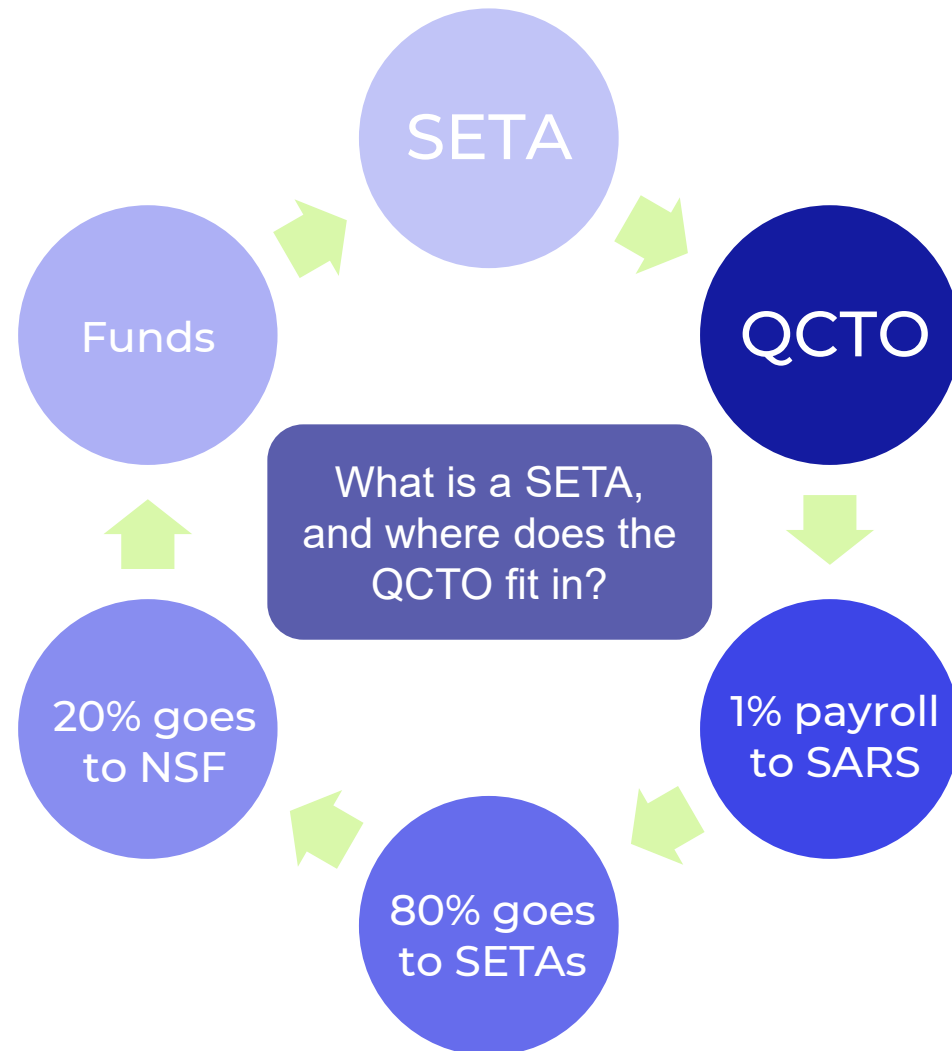 SETA
QCTO
1% payroll
to SARS
80% goes
to SETAs
20% goes
to NSF
Funds
What is a SETA,
and where does the
QCTO fit in?